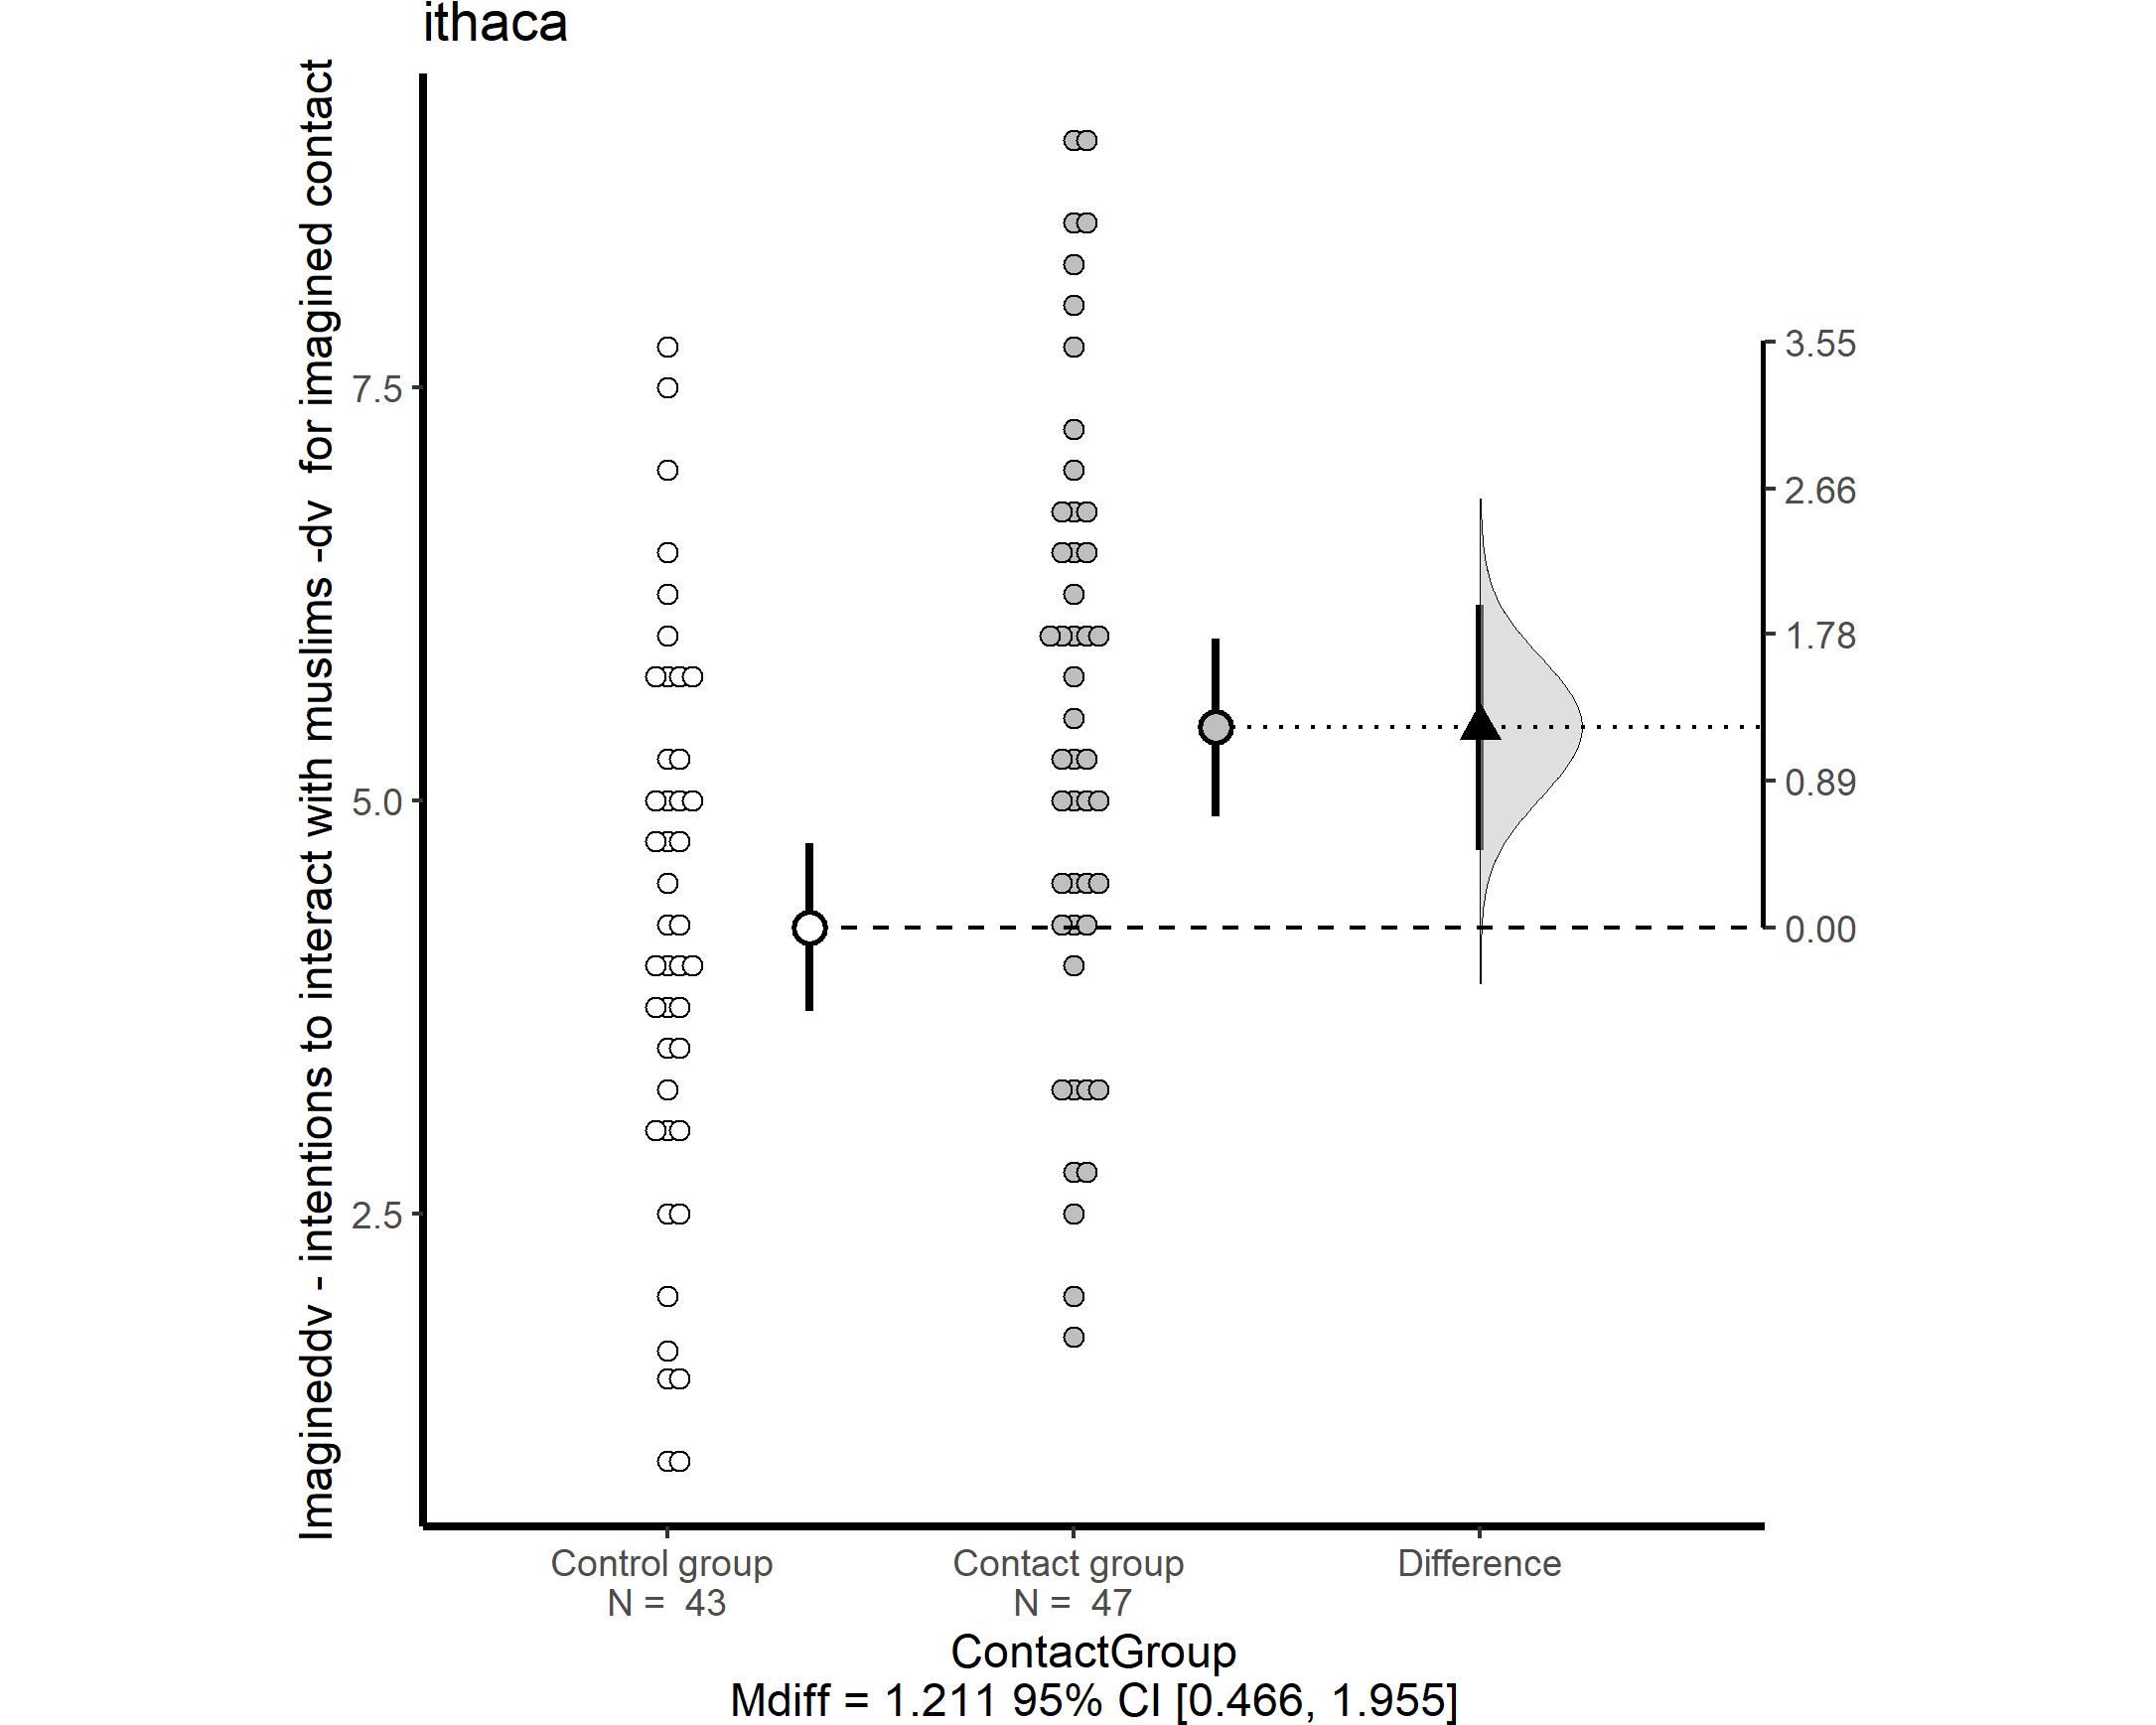 ithaca
Imagineddv - intentions to interact with muslims -dv  for imagined contact
7.5
5.0
2.5
3.55
2.66
1.78
0.89
0.00
Control group
N =  43
Contact group
N =  47
Difference
ContactGroup
Mdiff = 1.211 95% CI [0.466, 1.955]